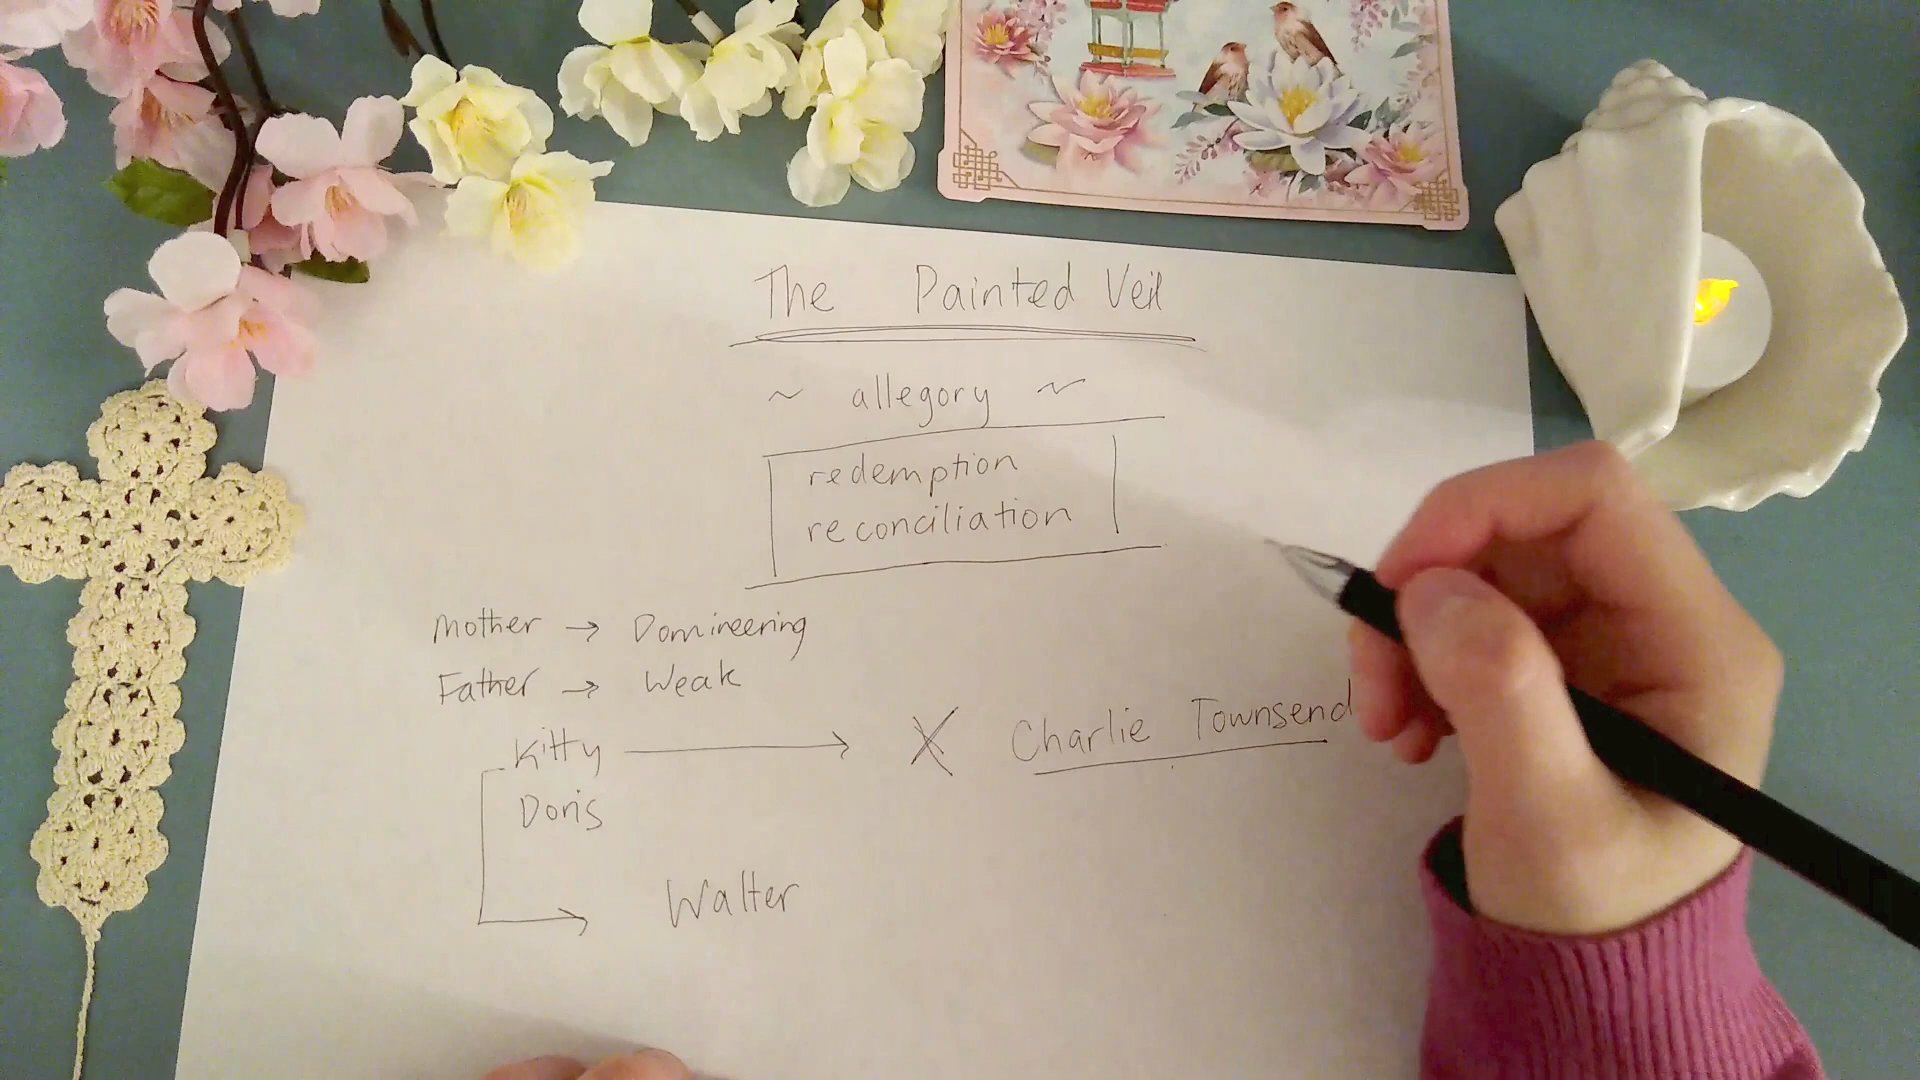 The Painted Veil
~ allegory ~
redemption
reconciliation
Mother → Domineering
Father → Weak
Kitty → X Charlie Townsend
Doris
→ Walter